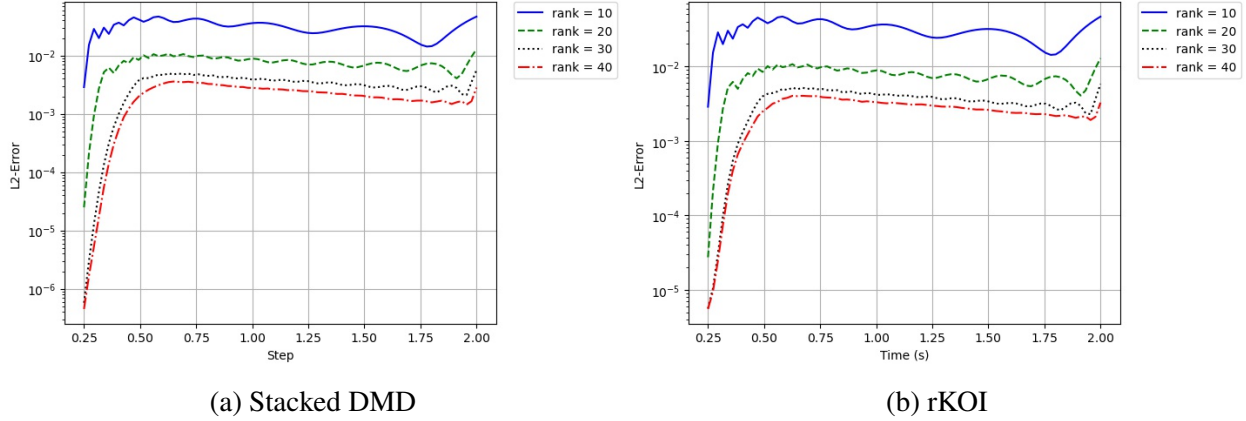 10⁻²
10⁻³
10⁻⁴
10⁻⁵
10⁻⁶
L2-Error
0.25 0.50 0.75 1.00 1.25 1.50 1.75 2.00
Step
rank = 10
rank = 20
rank = 30
rank = 40
(a) Stacked DMD
10⁻²
10⁻³
10⁻⁴
10⁻⁵
L2-Error
0.25 0.50 0.75 1.00 1.25 1.50 1.75 2.00
Time (s)
rank = 10
rank = 20
rank = 30
rank = 40
(b) rKOI